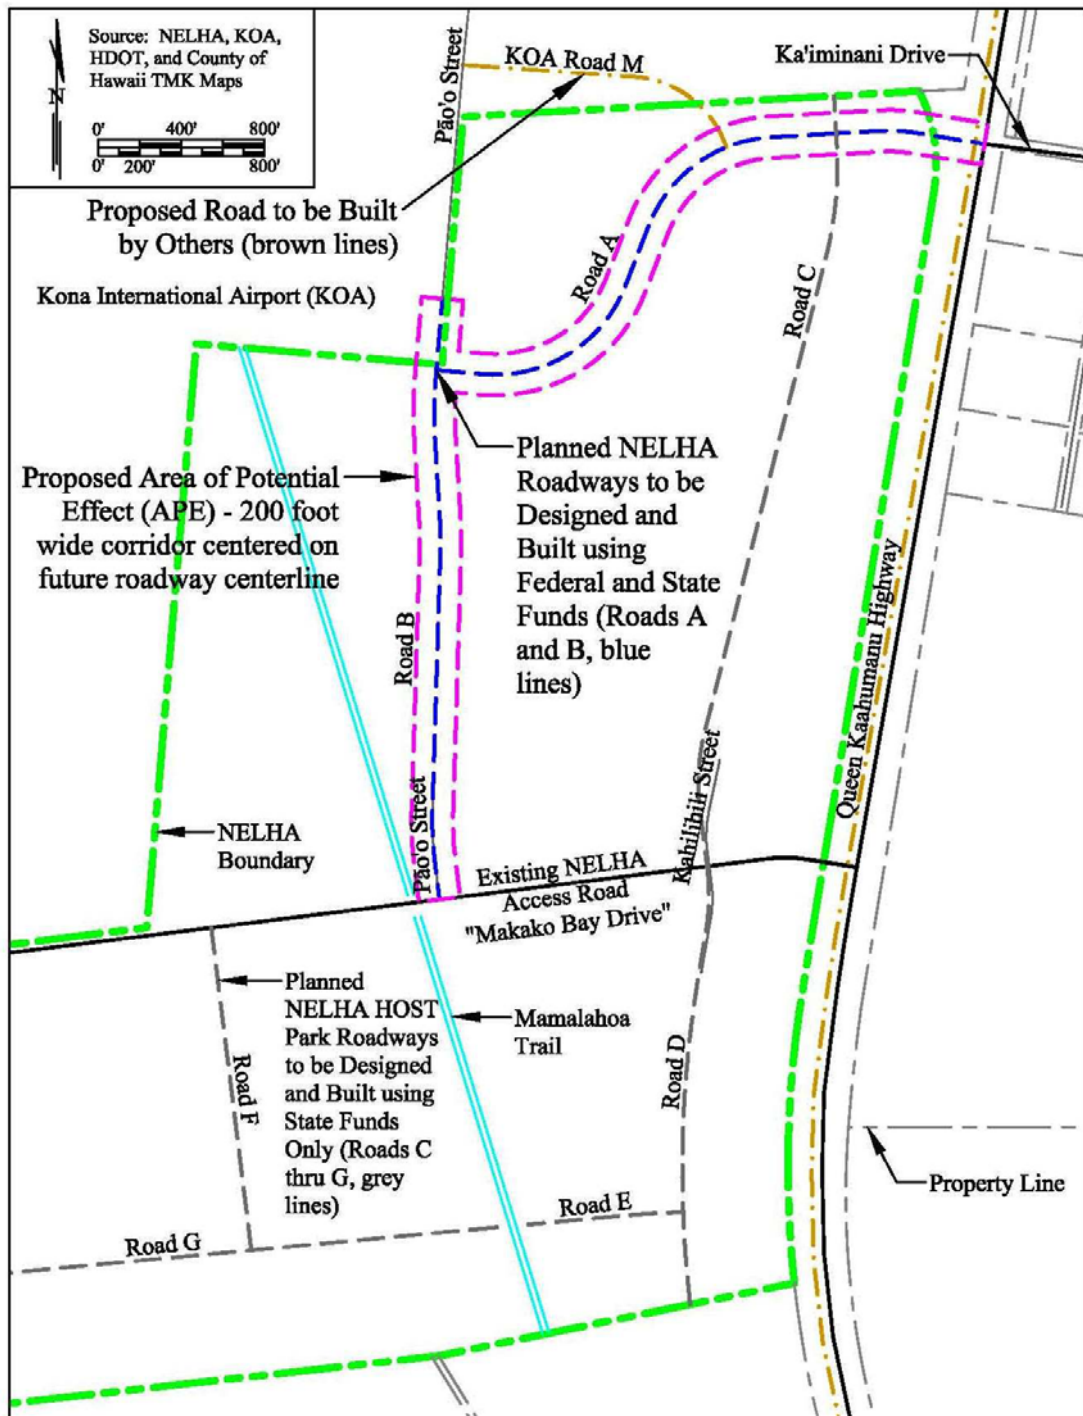 Source: NELHA, KOA,
HDOT, and County of
Hawaii TMK Maps
N
0' 400' 800'
0' 200' 800'
Pāo'o Street
KOA Road M
Ka'iminani Drive
Proposed Road to be Built
by Others (brown lines)
Kona International Airport (KOA)
Road A
Road C
Planned NELHA
Roadways to be
Designed and
Built using
Federal and State
Funds (Roads A
and B, blue
lines)
Proposed Area of Potential
Effect (APE) - 200 foot
wide corridor centered on
future roadway centerline
Road B
Queen Kaahumanu Highway
Kahilihili Street
Pāo'o Street
NELHA
Boundary
Existing NELHA
Access Road
"Makako Bay Drive"
Planned
NELHA HOST
Park Roadways
to be Designed
and Built using
State Funds
Only (Roads C
thru G, grey
lines)
Mamalahoa
Trail
Road D
Road F
Property Line
Road E
Road G